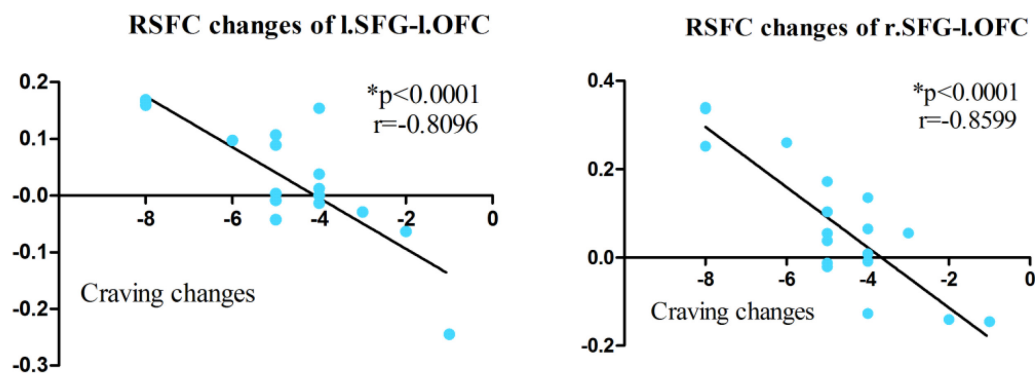 RSFC changes of l.SFG-l.OFC
0.2
0.1
-0.0
-0.1
-0.2
-0.3
-8
-6
-4
-2
0
*p<0.0001
r=-0.8096
Craving changes
RSFC changes of r.SFG-l.OFC
0.4
0.2
0.0
-0.2
-8
-6
-4
-2
0
*p<0.0001
r=-0.8599
Craving changes